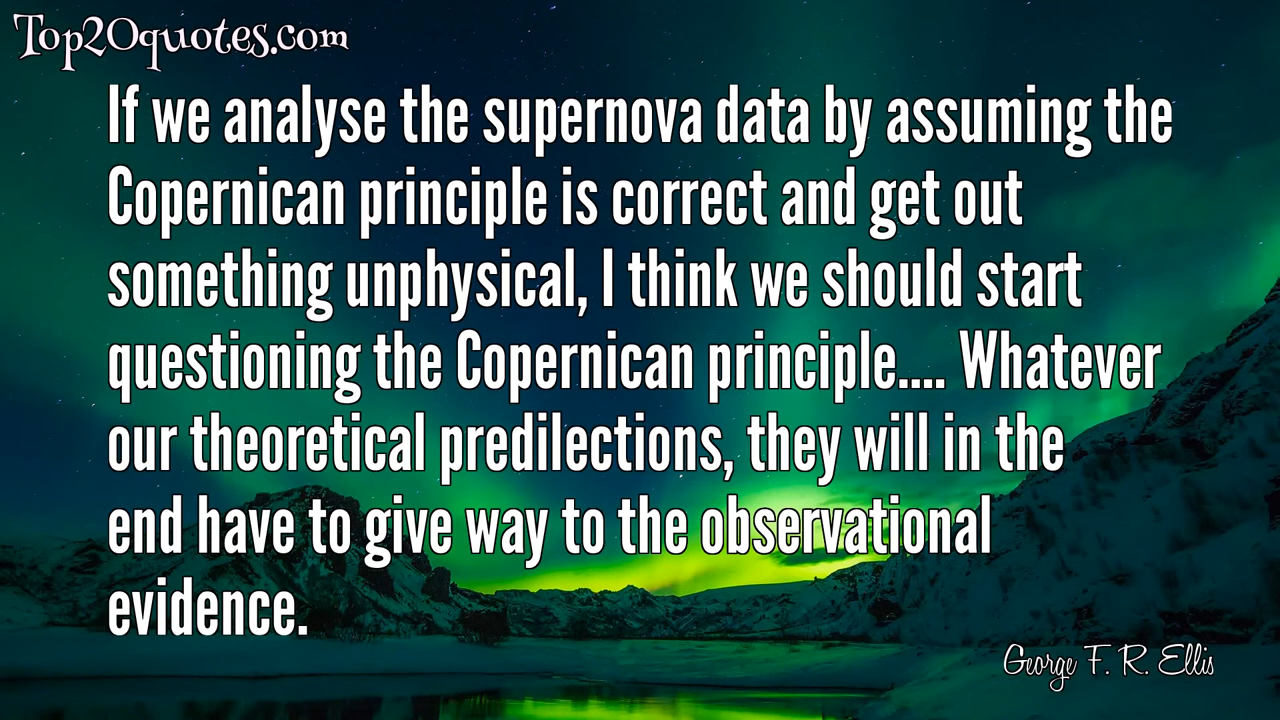 Top20quotes.com
If we analyse the supernova data by assuming the
Copernican principle is correct and get out
something unphysical, I think we should start
questioning the Copernican principle.... Whatever
our theoretical predilections, they will in the
end have to give way to the observational
evidence.
George F. R. Ellis